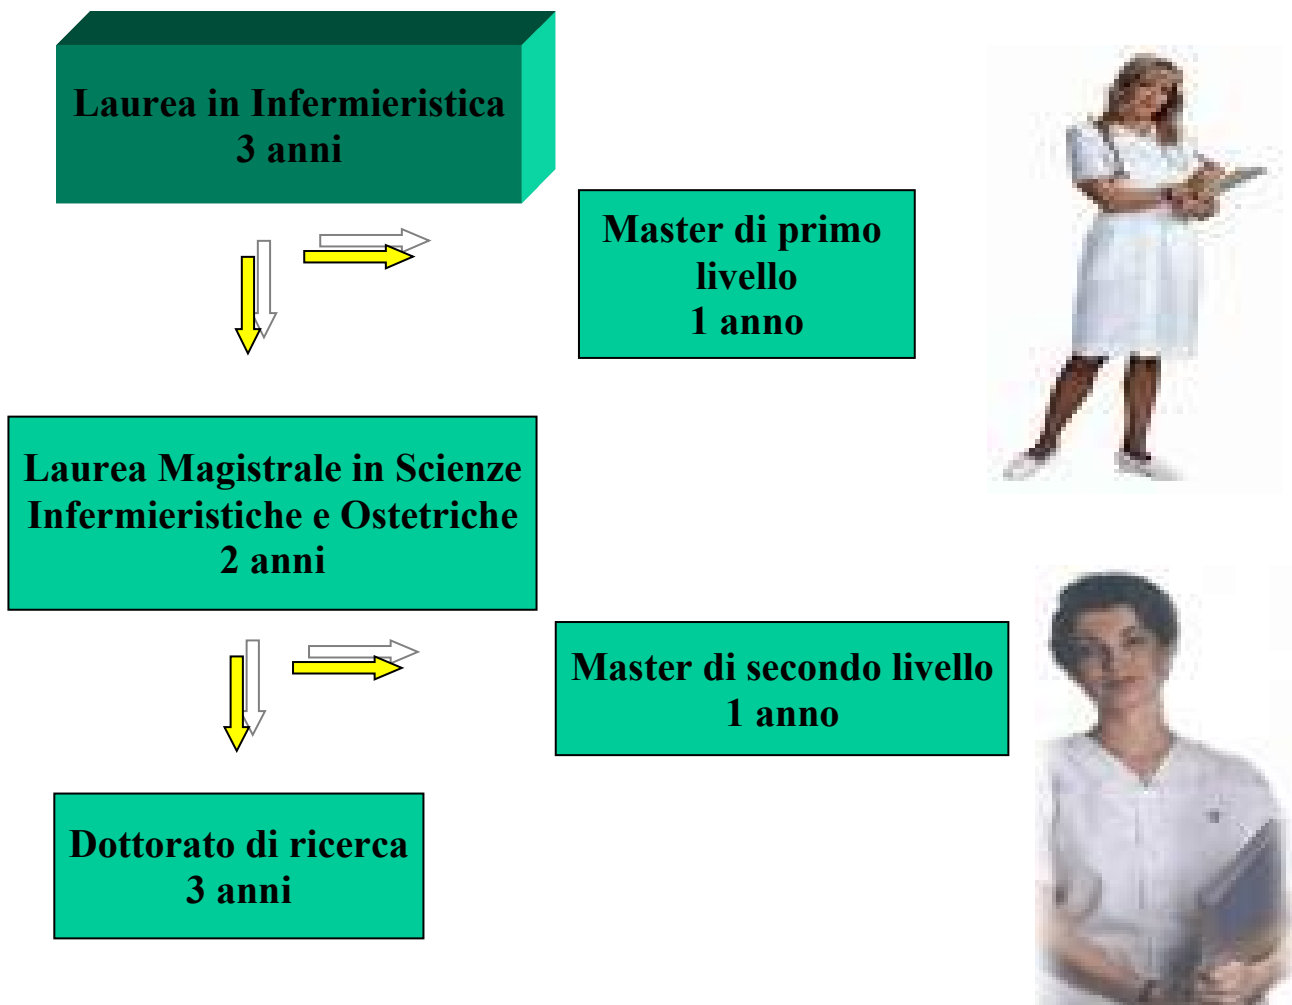 Laurea in Infermieristica
3 anni
Master di primo
livello
1 anno
Laurea Magistrale in Scienze
Infermieristiche e Ostetriche
2 anni
Master di secondo livello
1 anno
Dottorato di ricerca
3 anni